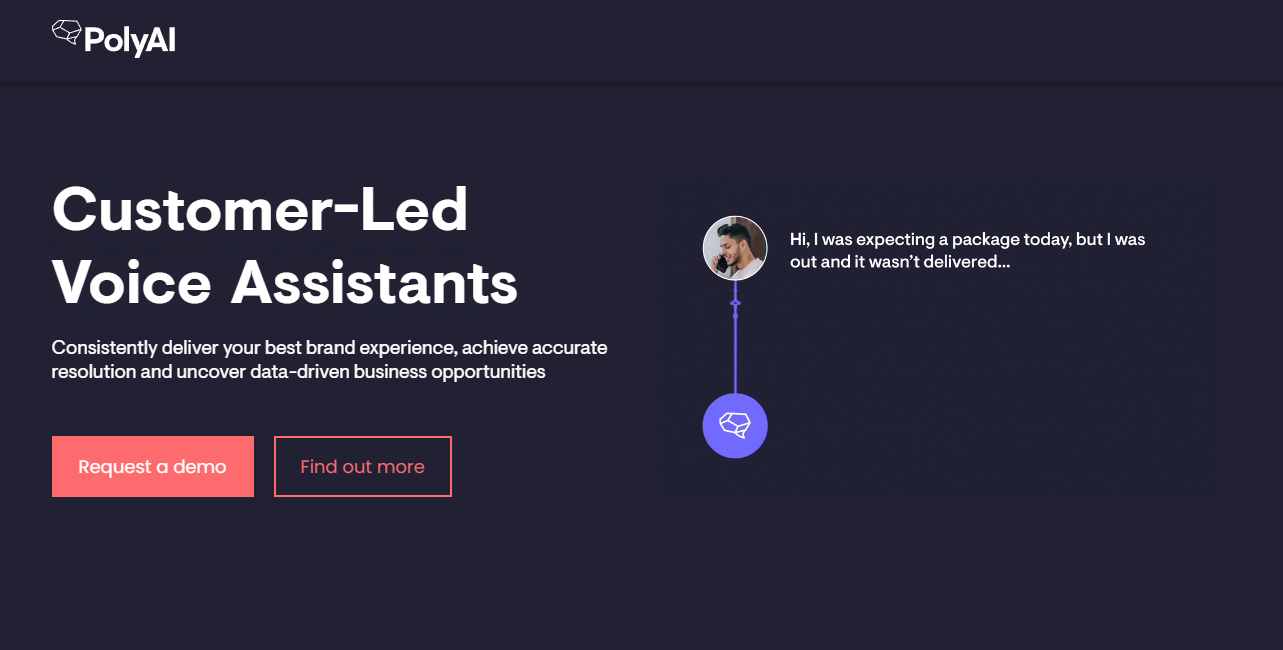 PolyAI
Customer-Led
Voice Assistants
Consistently deliver your best brand experience, achieve accurate
resolution and uncover data-driven business opportunities
Request a demo
Find out more
Hi, I was expecting a package today, but I was
out and it wasn’t delivered...